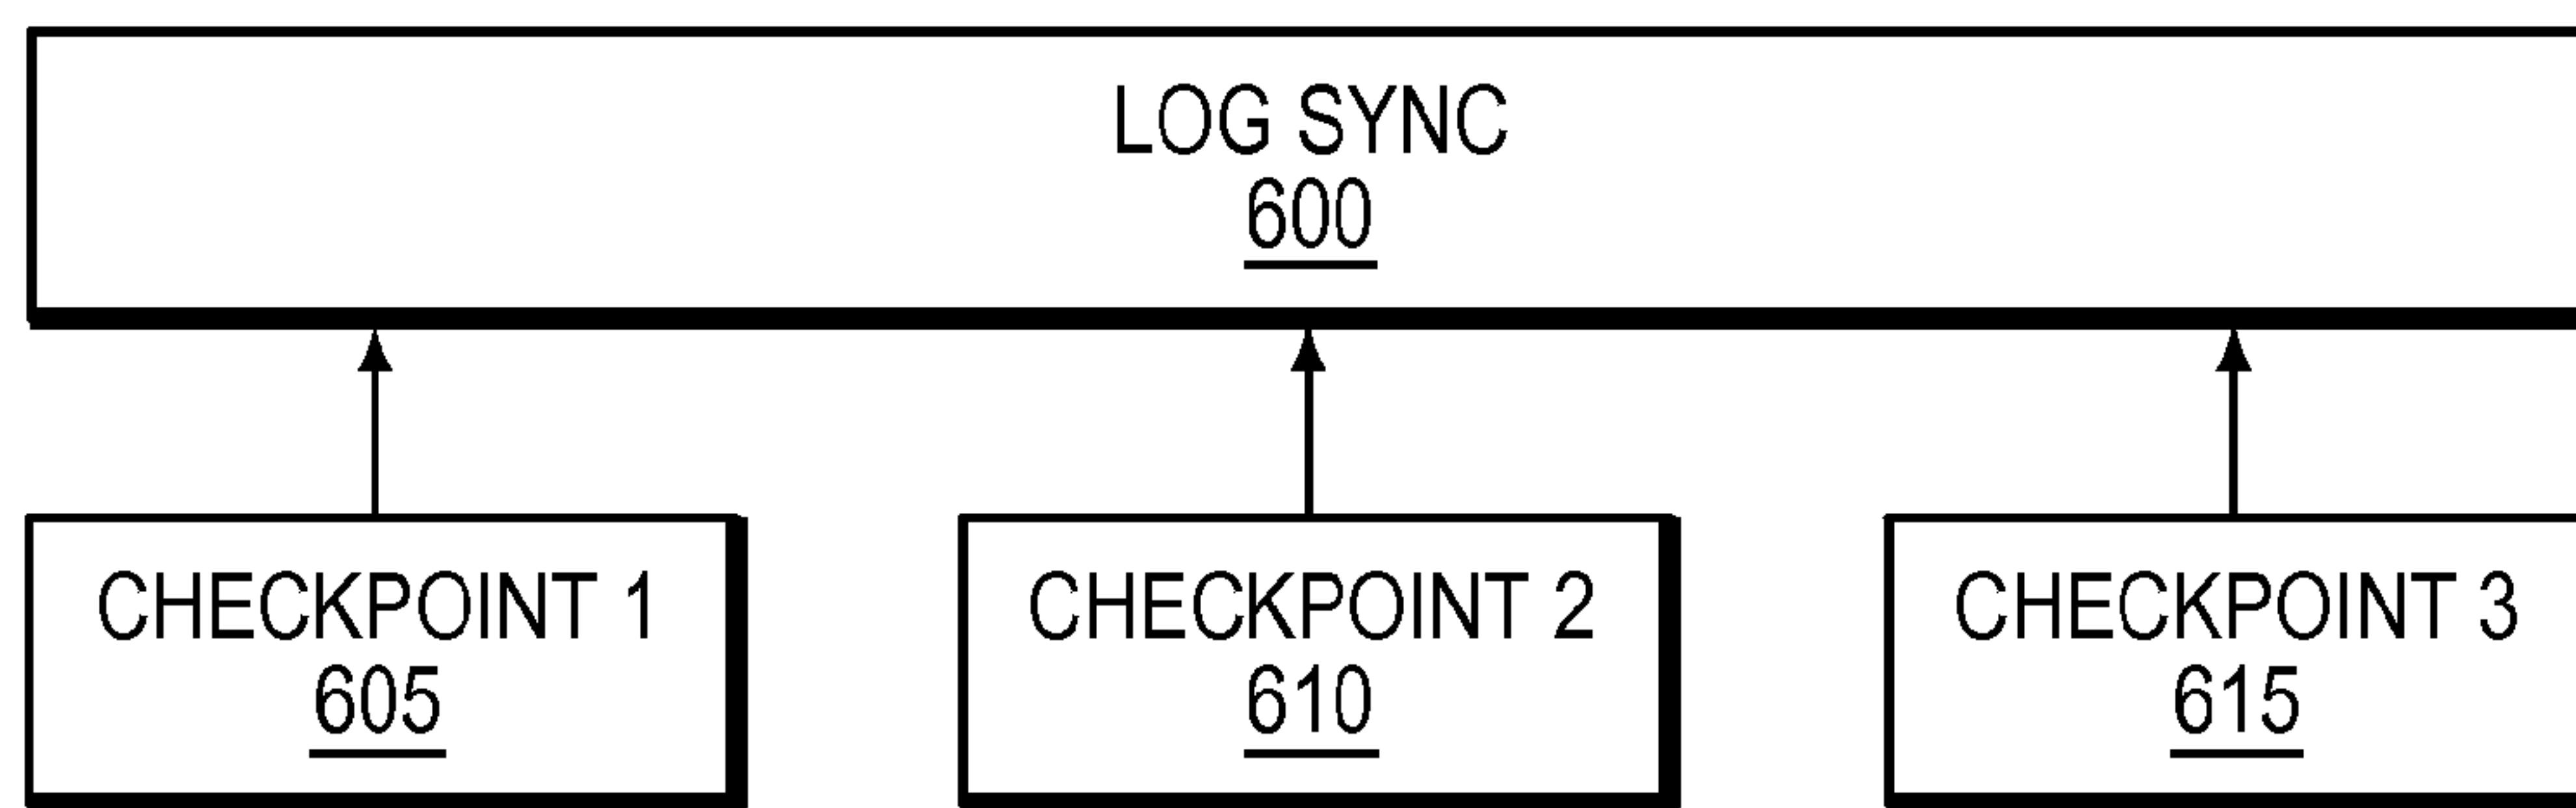 LOG SYNC
600
CHECKPOINT 1
605
CHECKPOINT 2
610
CHECKPOINT 3
615